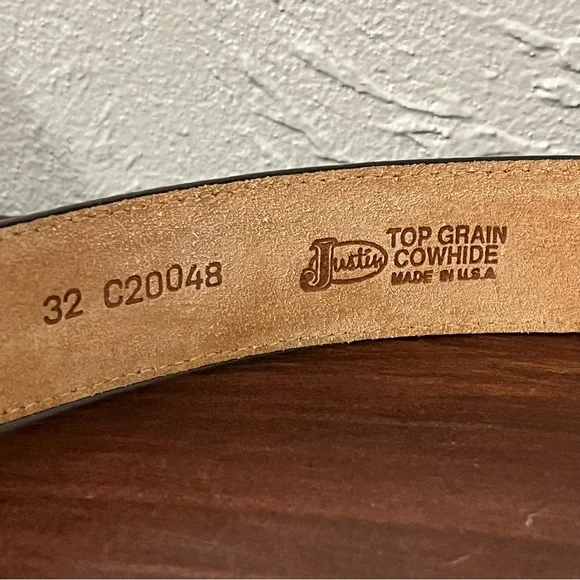 32 C20048
Justin
TOP GRAIN
COWHIDE
MADE IN U.S.A